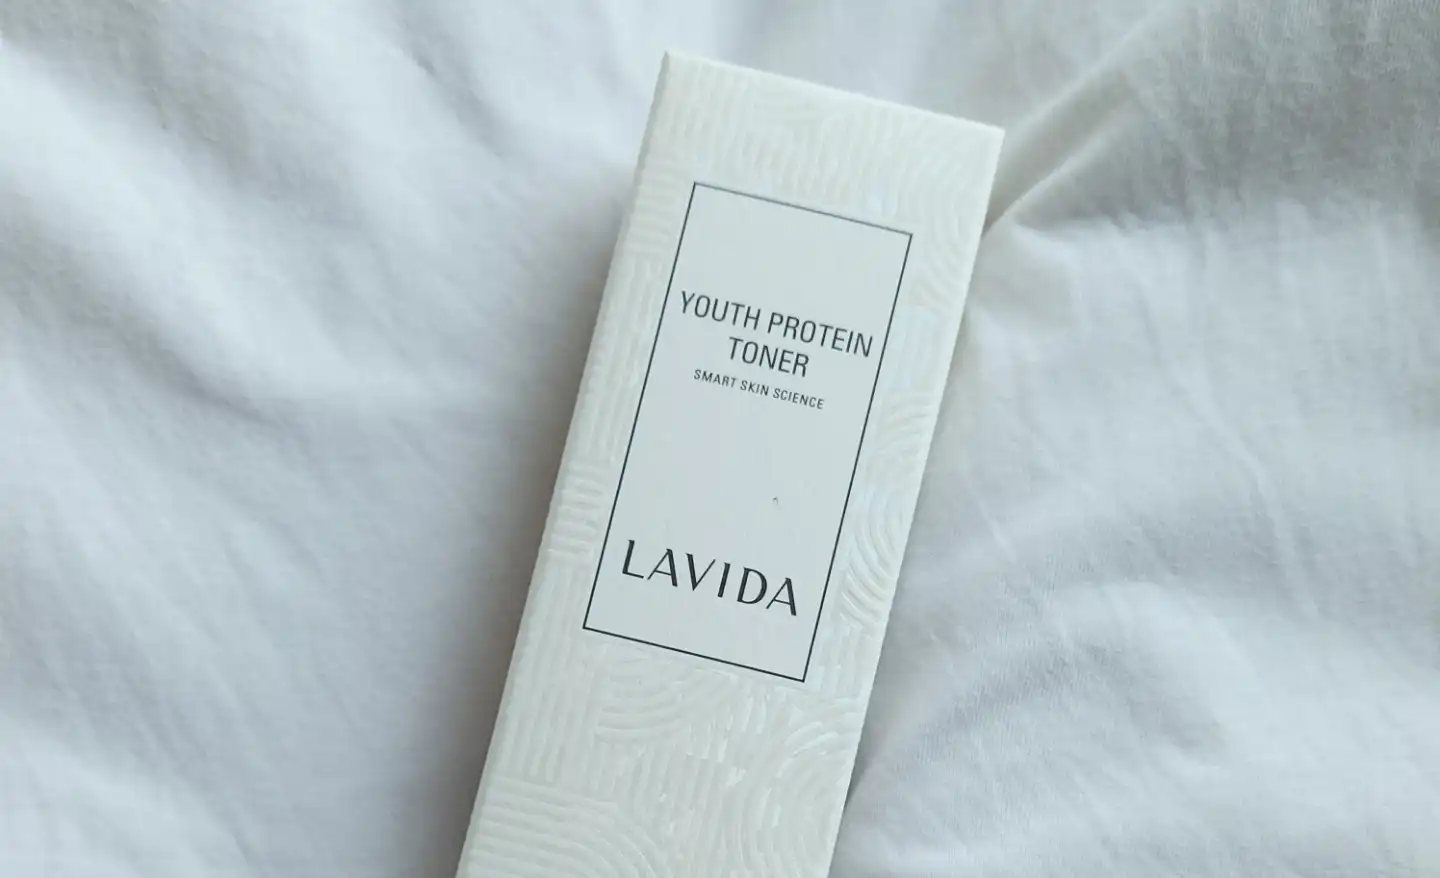 YOUTH PROTEIN
TONER
SMART SKIN SCIENCE
LAVIDA